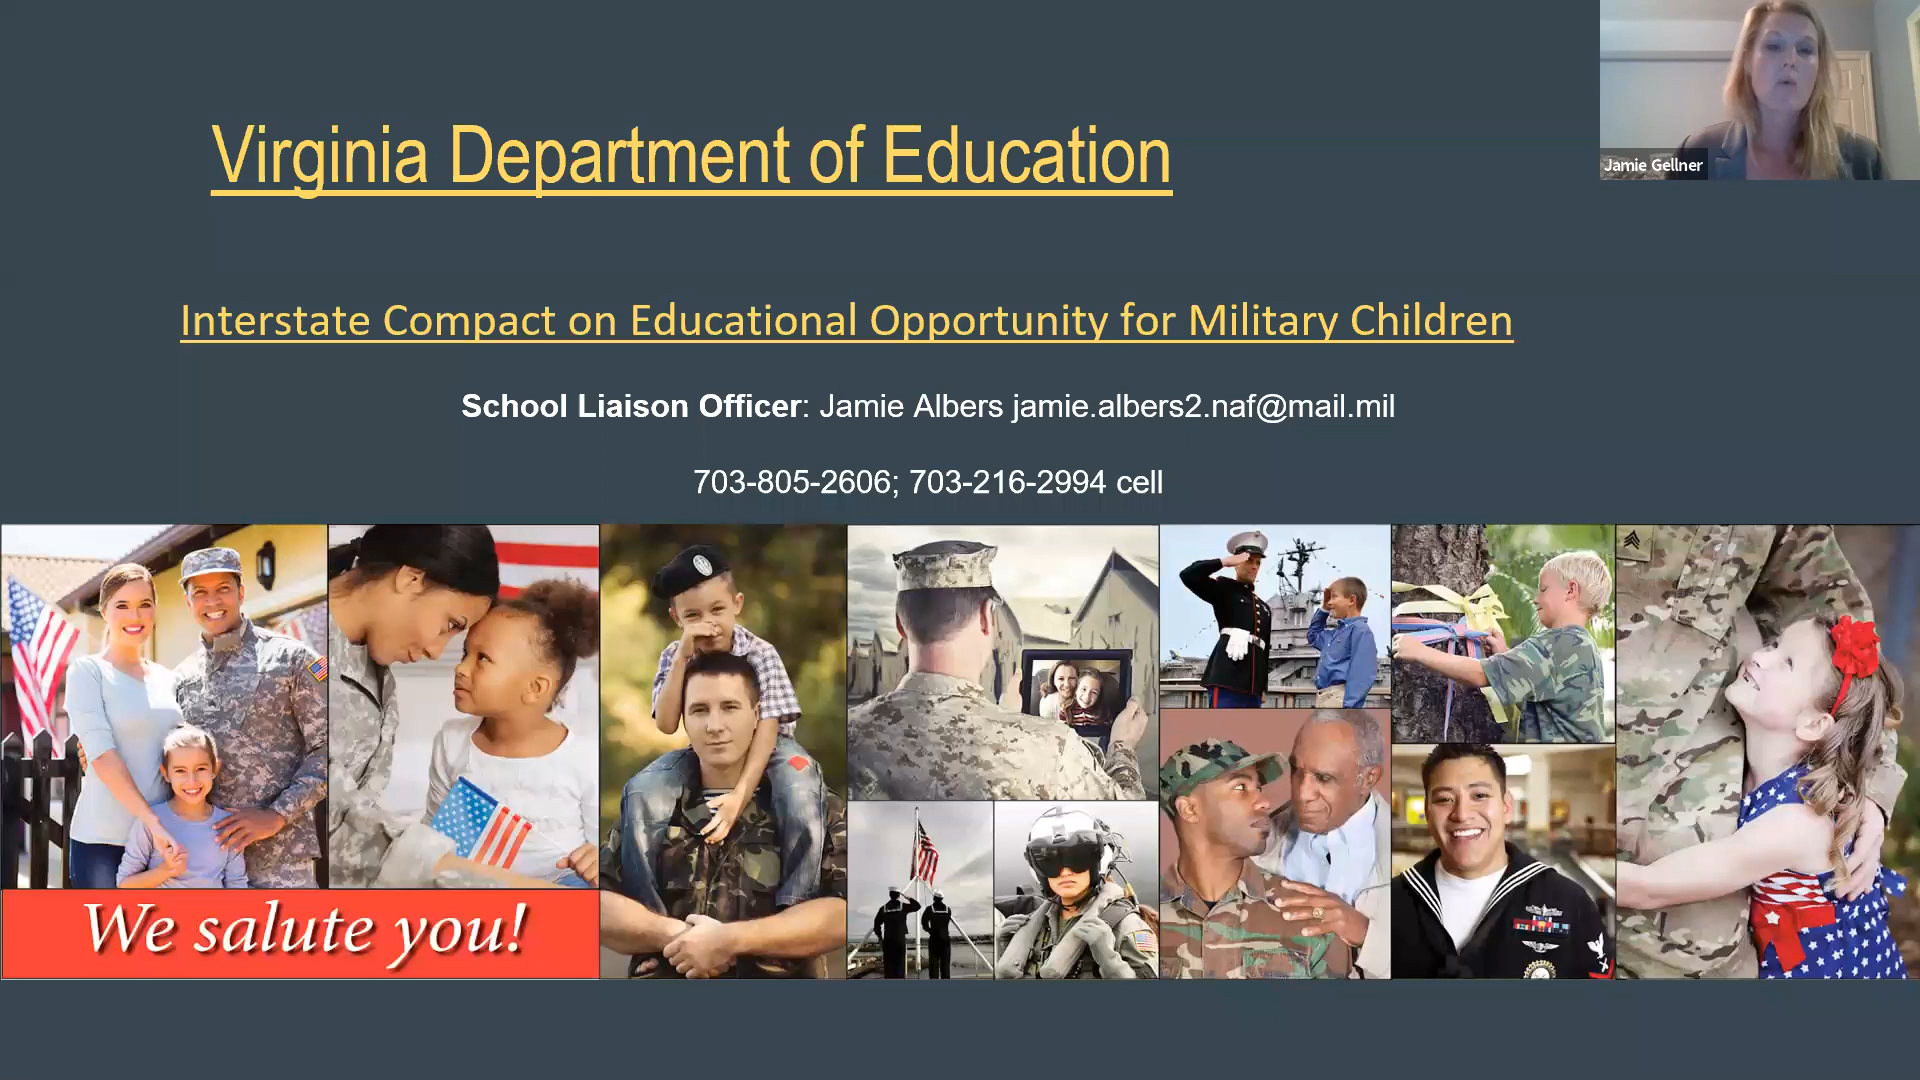 Virginia Department of Education
Jamie Gellner
Interstate Compact on Educational Opportunity for Military Children
School Liaison Officer: Jamie Albers jamie.albers2.naf@mail.mil
703-805-2606; 703-216-2994 cell
We salute you!